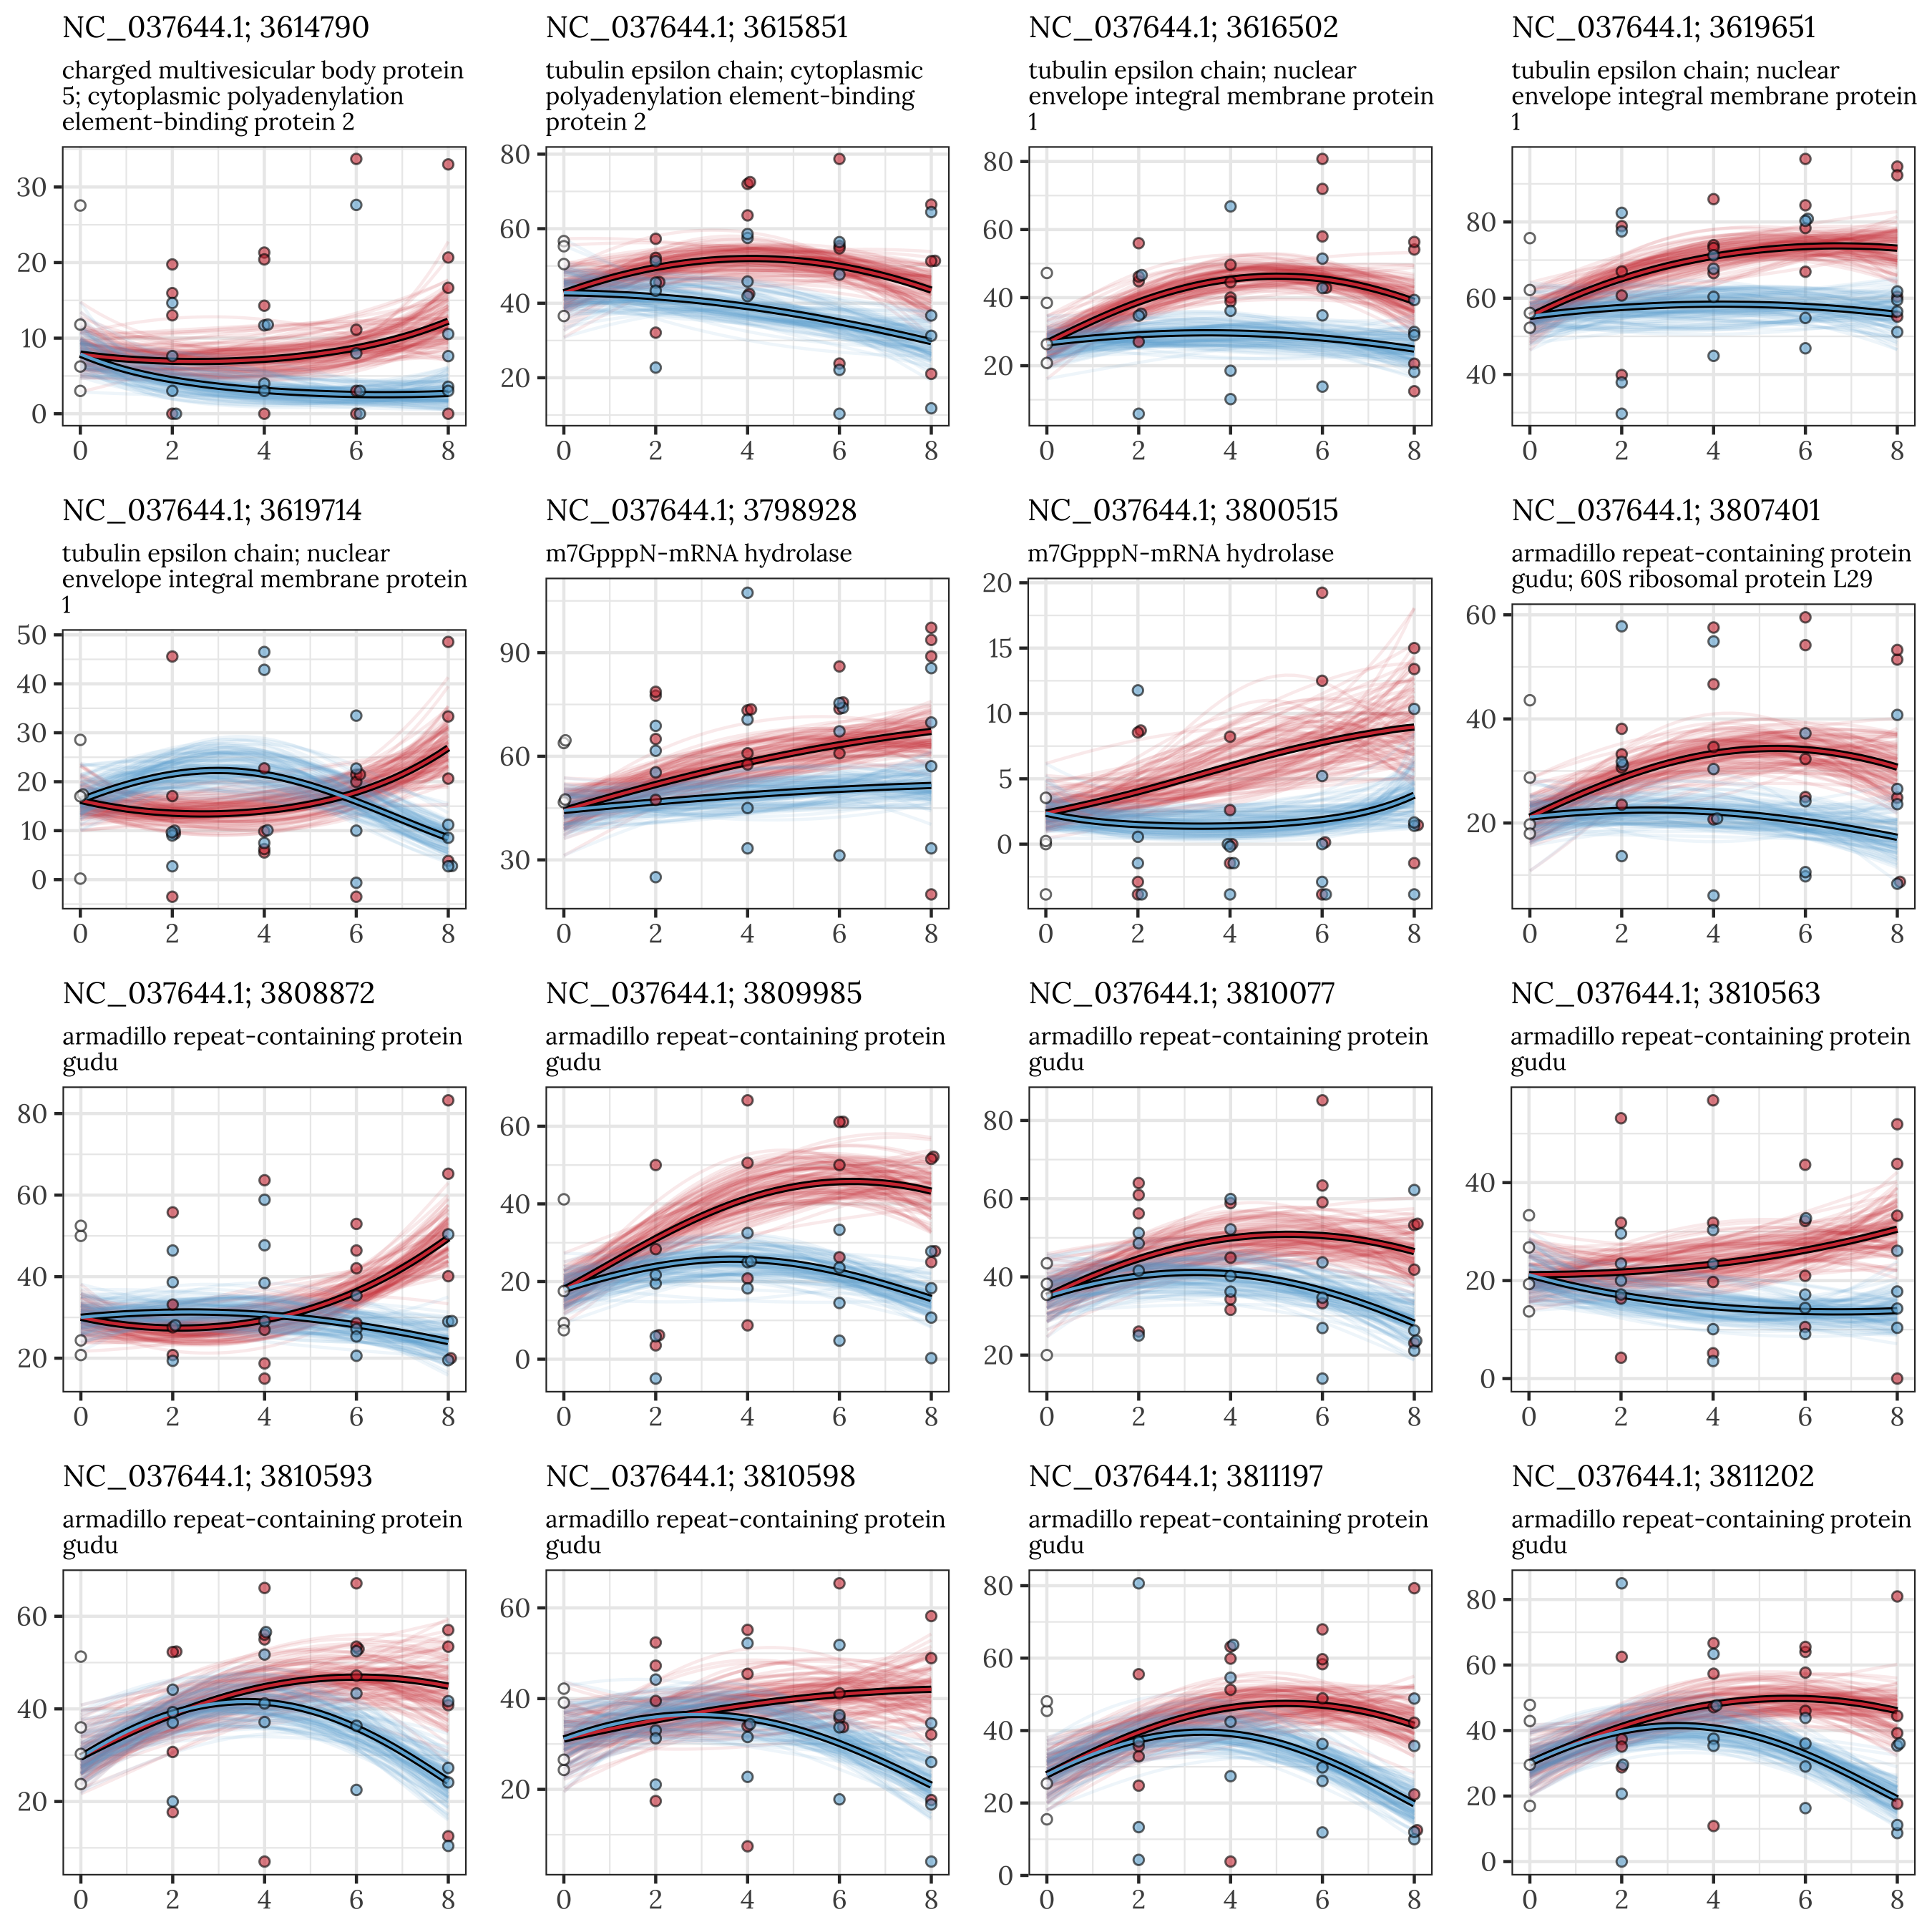 NC_037644.1; 3614790
charged multivesicular body protein
5; cytoplasmic polyadenylation
element-binding protein 2
30
20
10
0
0 2 4 6 8
NC_037644.1; 3615851
tubulin epsilon chain; cytoplasmic
polyadenylation element-binding
protein 2
80
60
40
20
0 2 4 6 8
NC_037644.1; 3616502
tubulin epsilon chain; nuclear
envelope integral membrane protein
1
80
60
40
20
0 2 4 6 8
NC_037644.1; 3619651
tubulin epsilon chain; nuclear
envelope integral membrane protein
1
80
60
40
0 2 4 6 8
NC_037644.1; 3619714
tubulin epsilon chain; nuclear
envelope integral membrane protein
1
50
40
30
20
10
0
0 2 4 6 8
NC_037644.1; 3798928
m7GpppN-mRNA hydrolase
90
60
30
0 2 4 6 8
NC_037644.1; 3800515
m7GpppN-mRNA hydrolase
20
15
10
5
0
0 2 4 6 8
NC_037644.1; 3807401
armadillo repeat-containing protein
gudu; 60S ribosomal protein L29
60
40
20
0 2 4 6 8
NC_037644.1; 3808872
armadillo repeat-containing protein
gudu
80
60
40
20
0 2 4 6 8
NC_037644.1; 3809985
armadillo repeat-containing protein
gudu
60
40
20
0
0 2 4 6 8
NC_037644.1; 3810077
armadillo repeat-containing protein
gudu
80
60
40
20
0 2 4 6 8
NC_037644.1; 3810563
armadillo repeat-containing protein
gudu
40
20
0
0 2 4 6 8
NC_037644.1; 3810593
armadillo repeat-containing protein
gudu
60
40
20
0 2 4 6 8
NC_037644.1; 3810598
armadillo repeat-containing protein
gudu
60
40
20
0 2 4 6 8
NC_037644.1; 3811197
armadillo repeat-containing protein
gudu
80
60
40
20
0
0 2 4 6 8
NC_037644.1; 3811202
armadillo repeat-containing protein
gudu
80
60
40
20
0
0 2 4 6 8